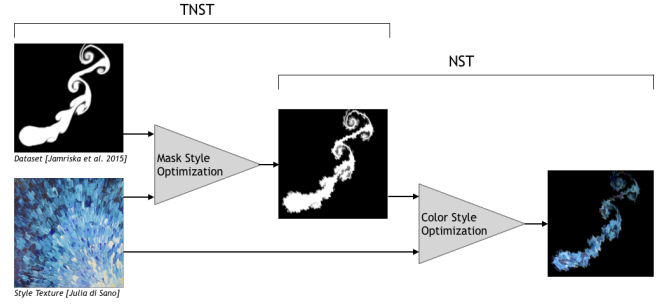 TNST
NST
Dataset [Jamriska et al. 2015]
Mask Style
Optimization
Color Style
Optimization
Style Texture [Julia di Sano]